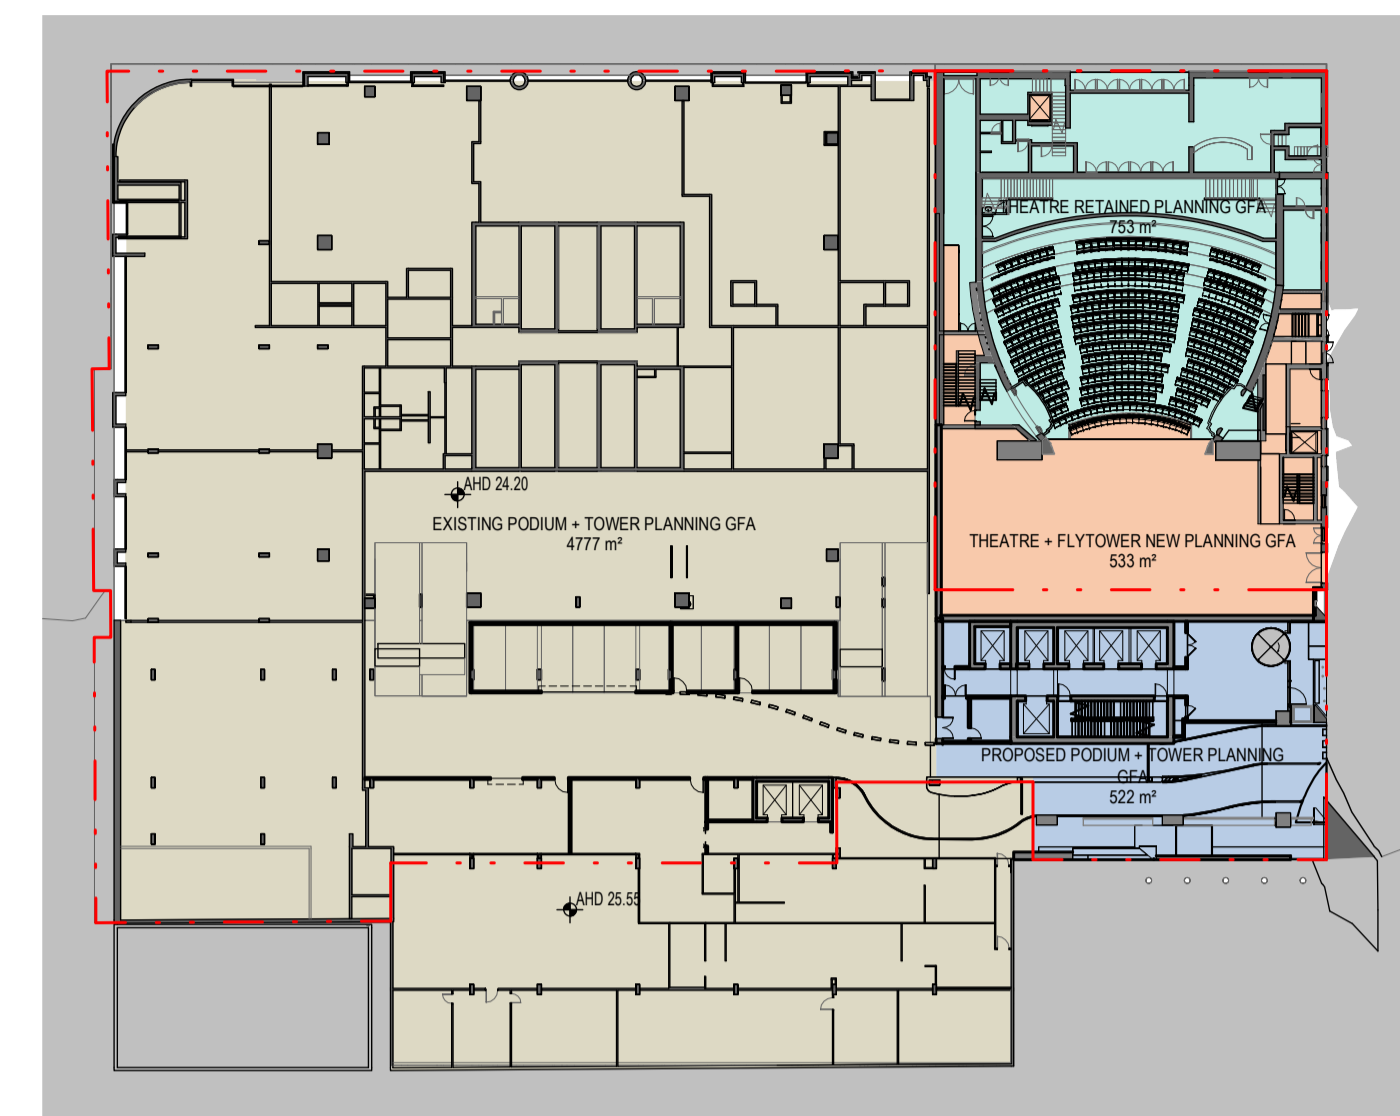 THEATRE RETAINED PLANNING GFA
753 m²
AHD 24.20
EXISTING PODIUM + TOWER PLANNING GFA
4777 m²
THEATRE + FLYTOWER NEW PLANNING GFA
533 m²
PROPOSED PODIUM + TOWER PLANNING
GFA
522 m²
AHD 25.55